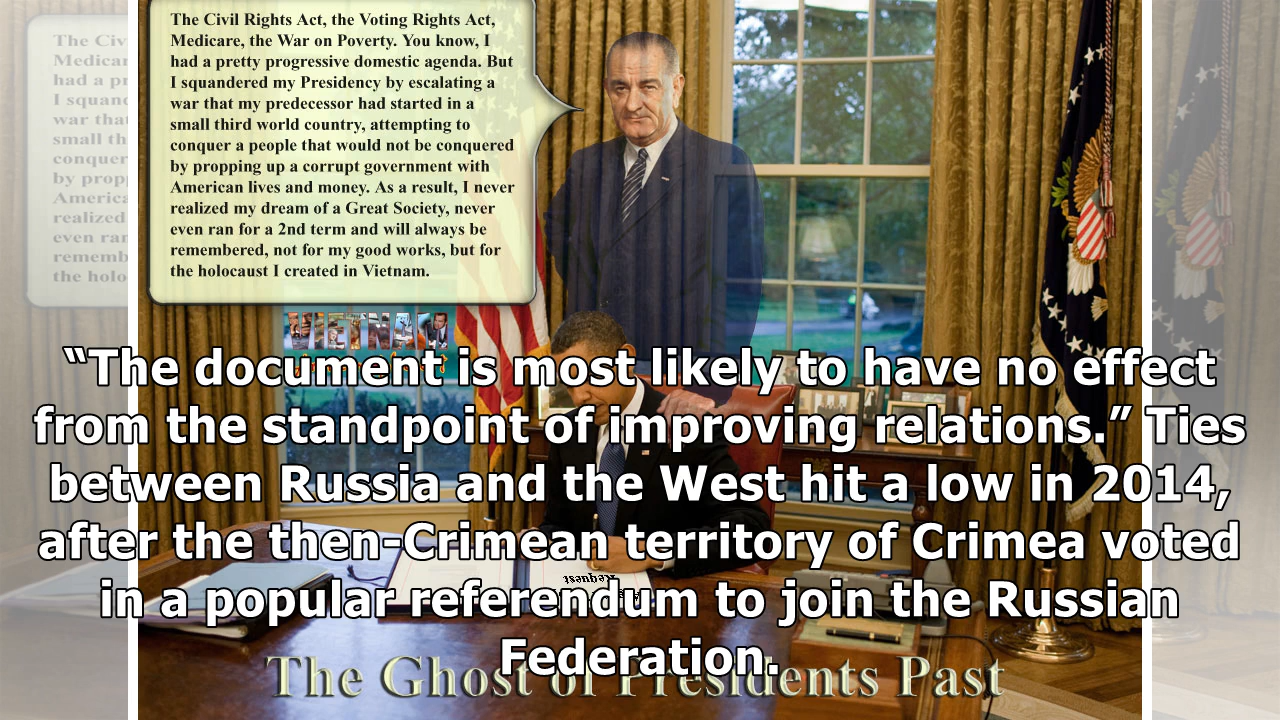 The Civil Rights Act, the Voting Rights Act,
Medicare, the War on Poverty. You know, I
had a pretty progressive domestic agenda. But
I squandered my Presidency by escalating a
war that my predecessor had started in a
small third world country, attempting to
conquer a people that would not be conquered
by propping up a corrupt government with
American lives and money. As a result, I never
realized my dream of a Great Society, never
even ran for a 2nd term and will always be
remembered, not for my good works, but for
the holocaust I created in Vietnam.
VIETNAM
“The document is most likely to have no effect
from the standpoint of improving relations.” Ties
between Russia and the West hit a low in 2014,
after the then-Crimean territory of Crimea voted
in a popular referendum to join the Russian
Federation.
request
The Ghost of Presidents Past